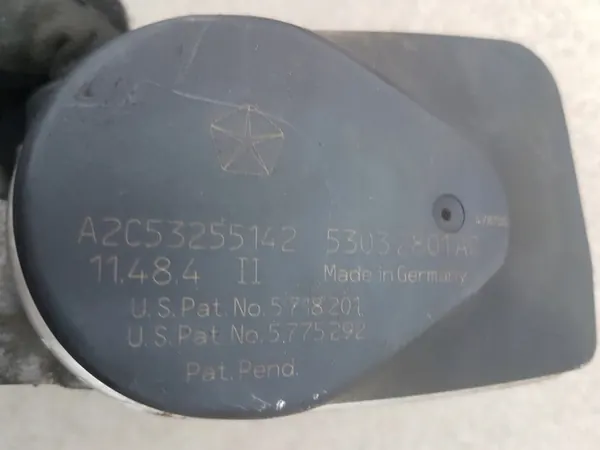 A2C53255142
11.48.4 II Made in Germany
U.S.Pat.No.5.718.201
U.S.Pat.No.5.775.292
Pat.Pend.